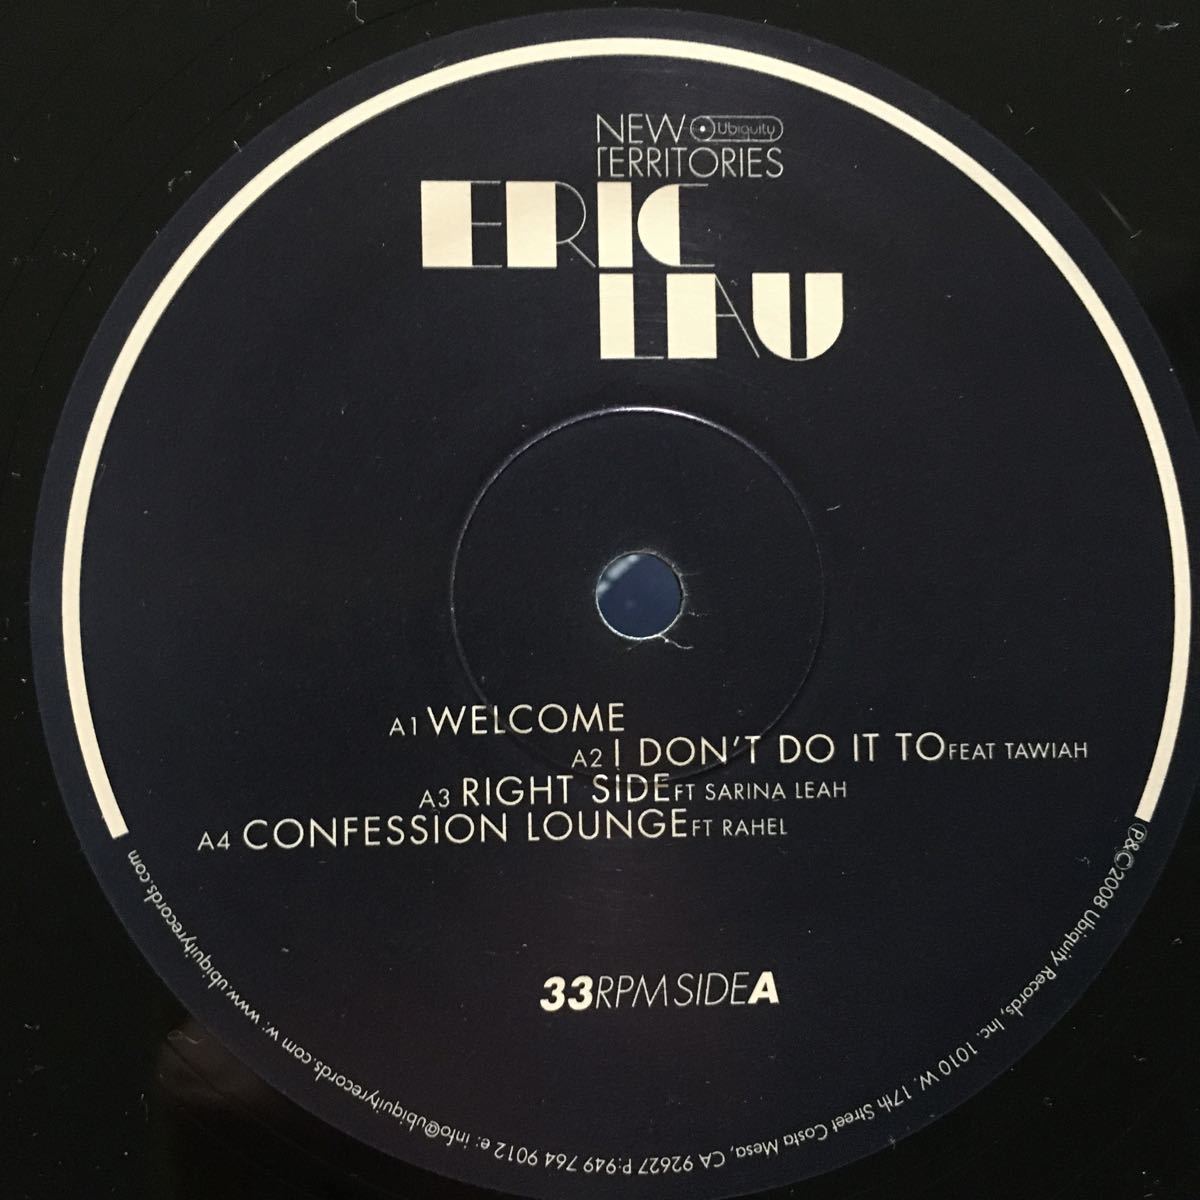 NEW Ubiquity
TERRITORIES
ERIC
LAU
A1 WELCOME
A2 I DON'T DO IT TO FEAT TAWIAH
A3 RIGHT SIDE FT SARINA LEAH
A4 CONFESSION LOUNGE FT RAHEL
33RPM SIDE A
℗&©2008 Ubiquity Records, Inc. 1010 W. 17th Street Costa Mesa, CA 92627 P:949 764 9012 e: info@ubiquityrecords.com w: www.ubiquityrecords.com